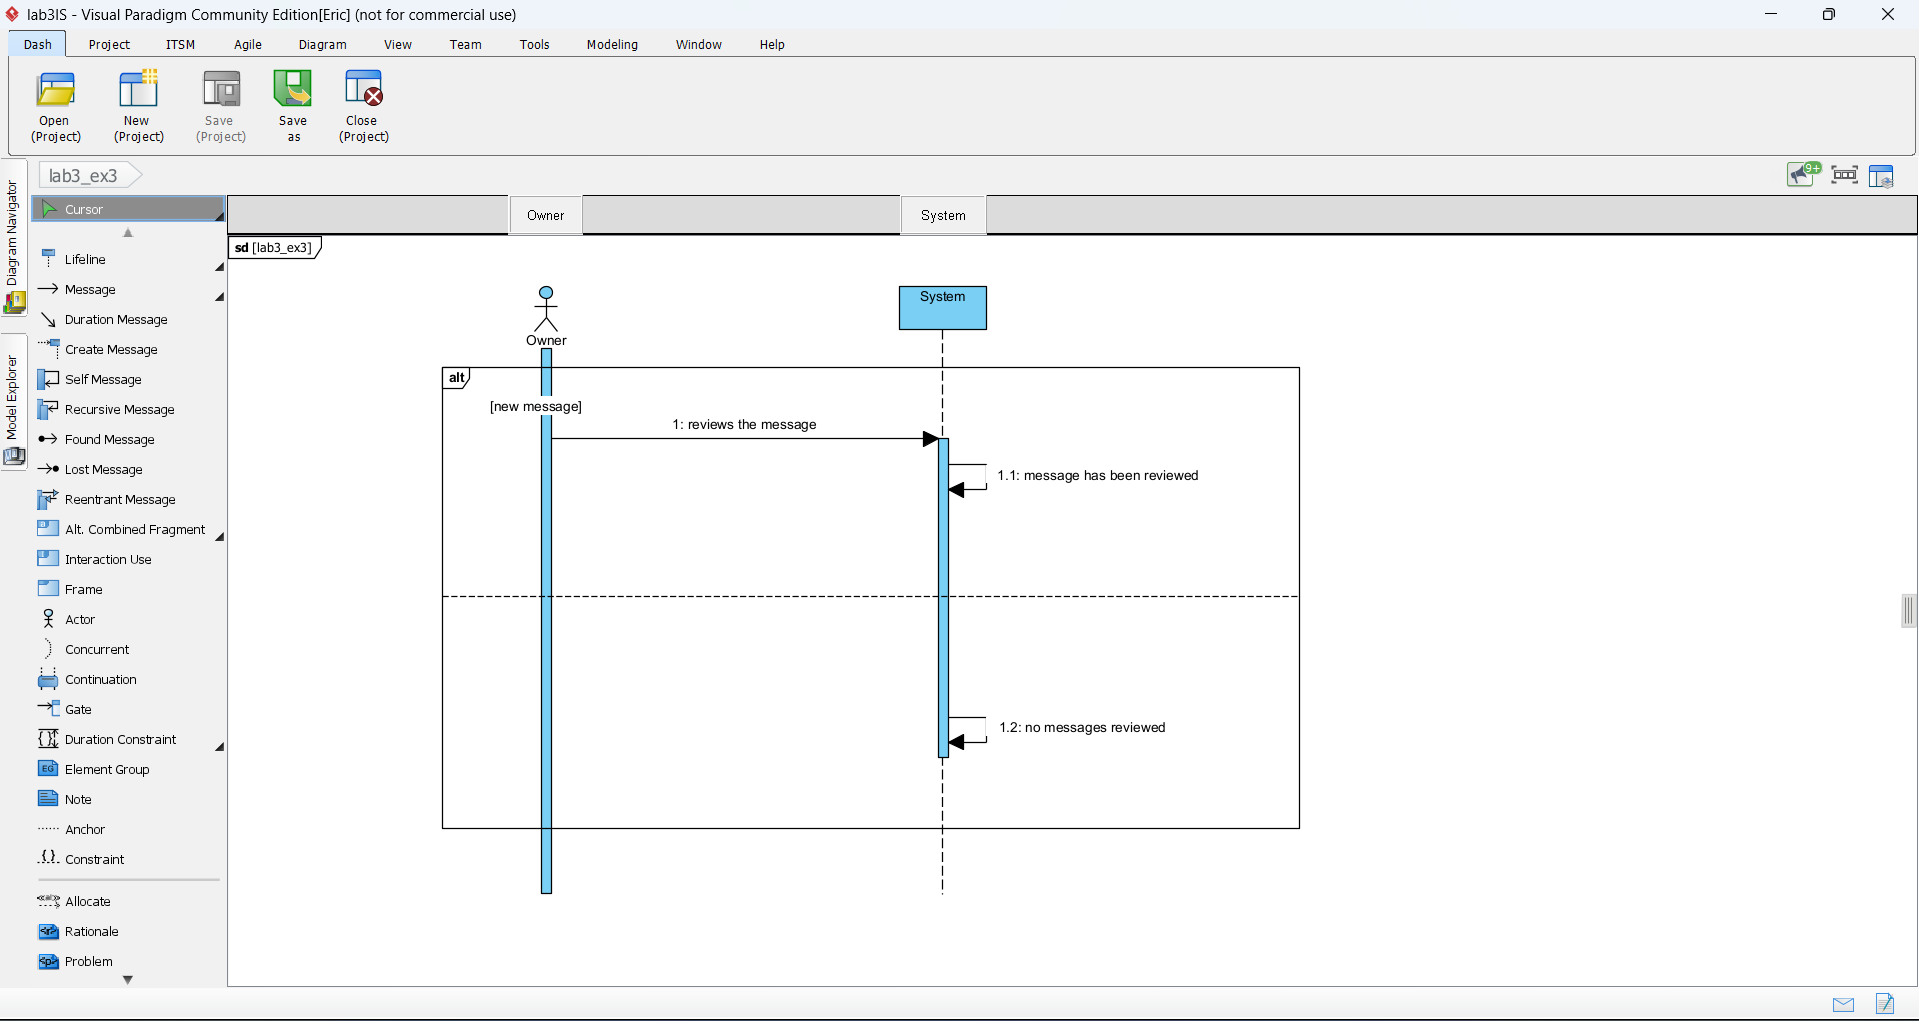 lab3IS - Visual Paradigm Community Edition[Eric] (not for commercial use)
Dash Project ITSM Agile Diagram View Team Tools Modeling Window Help
Open (Project)
New (Project)
Save (Project)
Save as
Close (Project)
Diagram Navigator
Model Explorer
lab3_ex3
9+
Cursor
Lifeline
Message
Duration Message
Create Message
Self Message
Recursive Message
Found Message
Lost Message
Reentrant Message
Alt. Combined Fragment
Interaction Use
Frame
Actor
Concurrent
Continuation
Gate
Duration Constraint
EG Element Group
Note
Anchor
Constraint
Allocate
Rationale
Problem
Owner
System
sd [lab3_ex3]
Owner
System
alt
[new message]
1: reviews the message
1.1: message has been reviewed
1.2: no messages reviewed